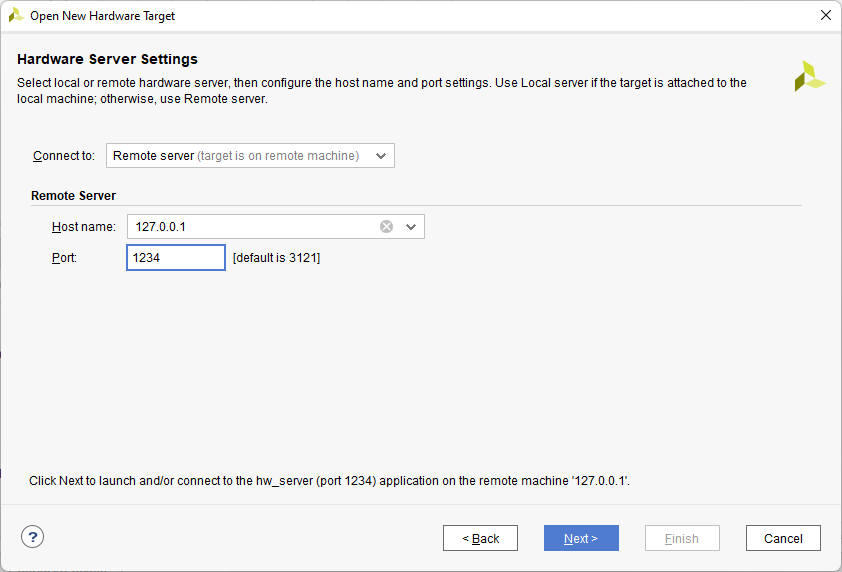 Open New Hardware Target
Hardware Server Settings
Select local or remote hardware server, then configure the host name and port settings. Use Local server if the target is attached to the
local machine; otherwise, use Remote server.
Connect to: Remote server (target is on remote machine)
Remote Server
Host name: 127.0.0.1
Port: 1234 [default is 3121]
Click Next to launch and/or connect to the hw_server (port 1234) application on the remote machine '127.0.0.1'.
? < Back Next > Finish Cancel